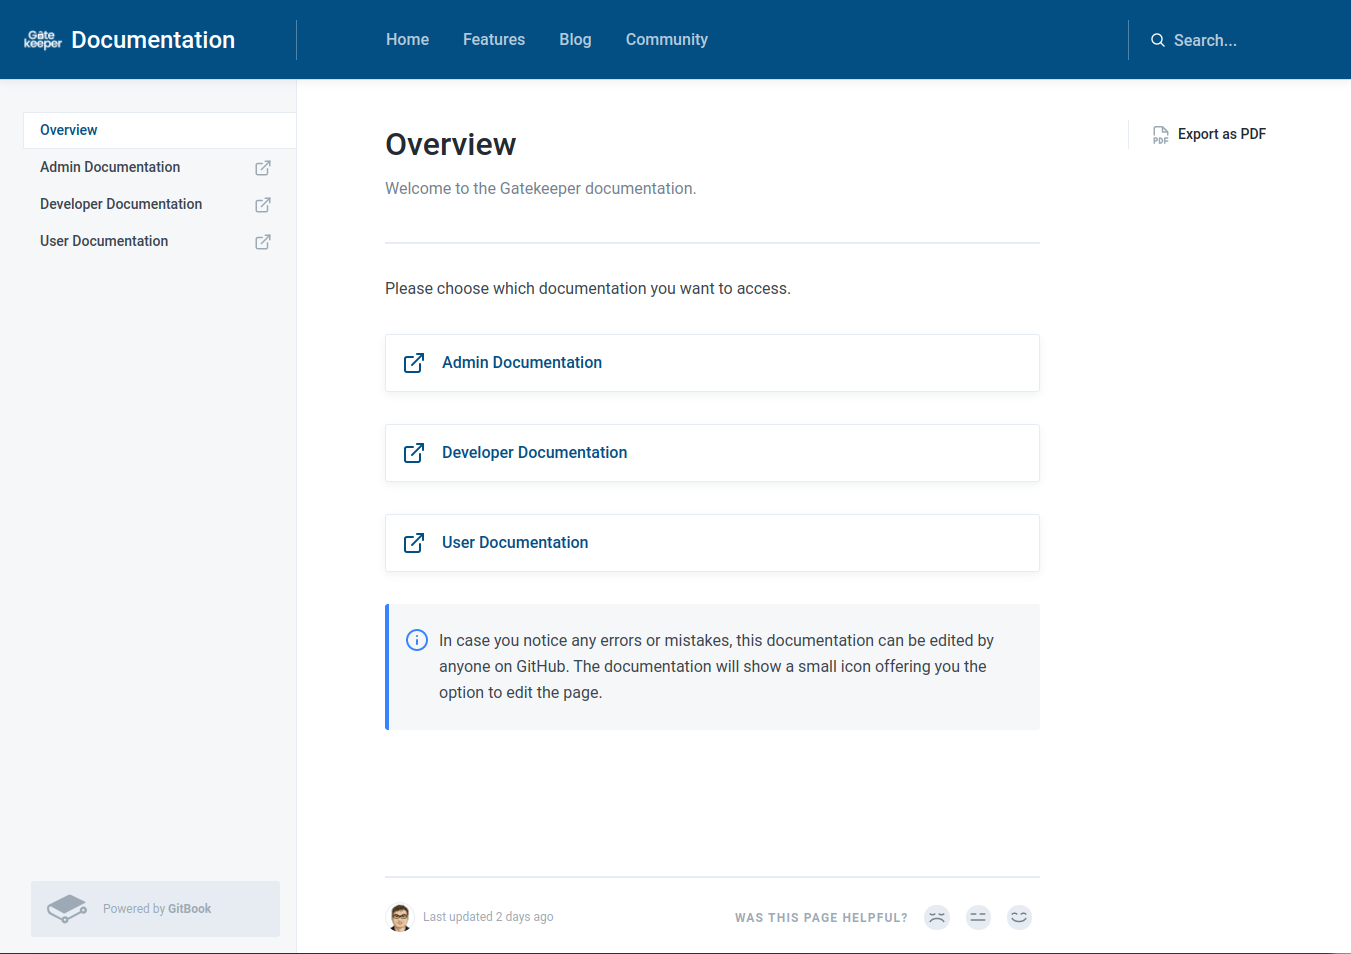 Gate
keeper
Documentation
Home
Features
Blog
Community
Search...
Overview
Admin Documentation
Developer Documentation
User Documentation
Overview
Welcome to the Gatekeeper documentation.
Export as PDF
PDF
Please choose which documentation you want to access.
Admin Documentation
Developer Documentation
User Documentation
In case you notice any errors or mistakes, this documentation can be edited by
anyone on GitHub. The documentation will show a small icon offering you the
option to edit the page.
Powered by GitBook
Last updated 2 days ago
WAS THIS PAGE HELPFUL?